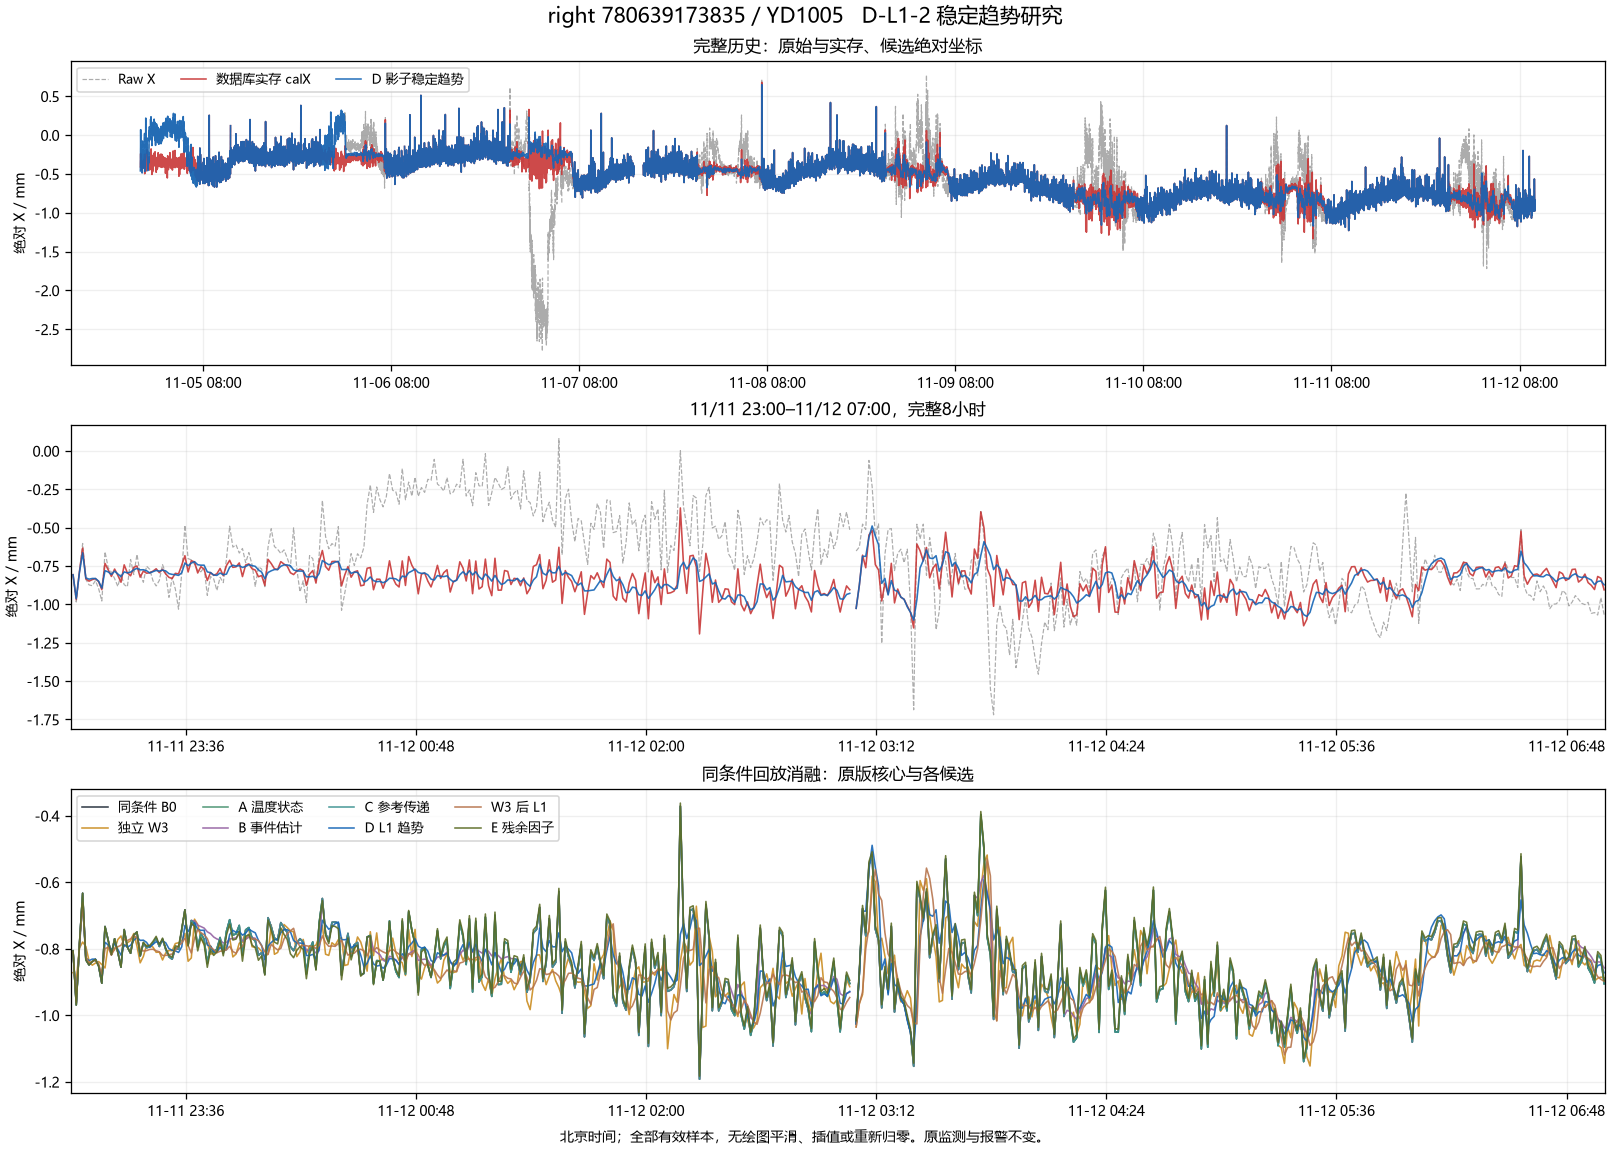 right 780639173835 / YD1005   D-L1-2 稳定趋势研究
完整历史：原始与实存、候选绝对坐标
Raw X
数据库实存 calX
D 影子稳定趋势
绝对 X / mm
0.5
0.0
-0.5
-1.0
-1.5
-2.0
-2.5
11-05 08:00
11-06 08:00
11-07 08:00
11-08 08:00
11-09 08:00
11-10 08:00
11-11 08:00
11-12 08:00
11/11 23:00–11/12 07:00，完整8小时
绝对 X / mm
0.00
-0.25
-0.50
-0.75
-1.00
-1.25
-1.50
-1.75
11-11 23:36
11-12 00:48
11-12 02:00
11-12 03:12
11-12 04:24
11-12 05:36
11-12 06:48
同条件回放消融：原版核心与各候选
同条件 B0
A 温度状态
C 参考传递
W3 后 L1
独立 W3
B 事件估计
D L1 趋势
E 残余因子
绝对 X / mm
-0.4
-0.6
-0.8
-1.0
-1.2
11-11 23:36
11-12 00:48
11-12 02:00
11-12 03:12
11-12 04:24
11-12 05:36
11-12 06:48
北京时间；全部有效样本，无绘图平滑、插值或重新归零。原监测与报警不变。